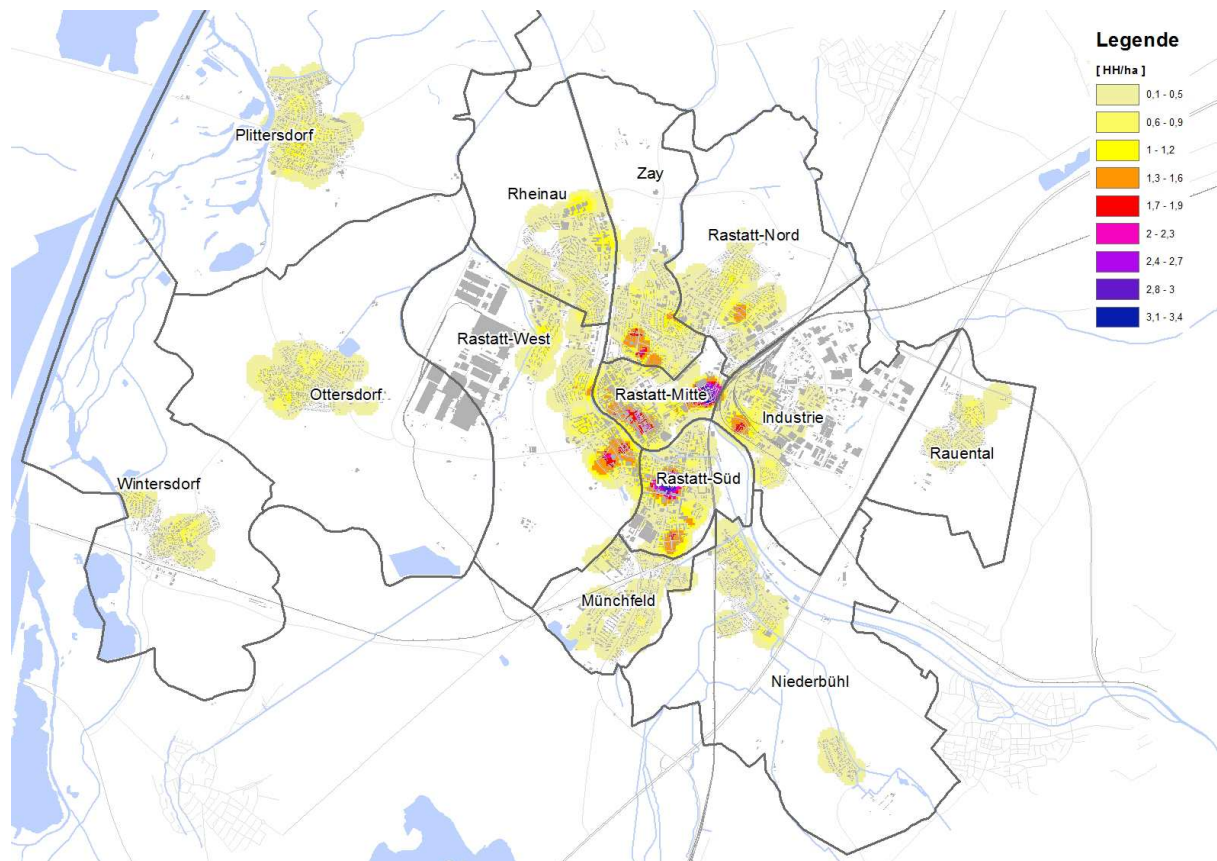 Legende
[ HH/ha ]
0,1 - 0,5
0,6 - 0,9
1 - 1,2
1,3 - 1,6
1,7 - 1,9
2 - 2,3
2,4 - 2,7
2,8 - 3
3,1 - 3,4
Plittersdorf
Zay
Rheinau
Rastatt-Nord
Rastatt-West
Ottersdorf
Rastatt-Mitte
Industrie
Rauental
Wintersdorf
Rastatt-Süd
Münchfeld
Niederbühl